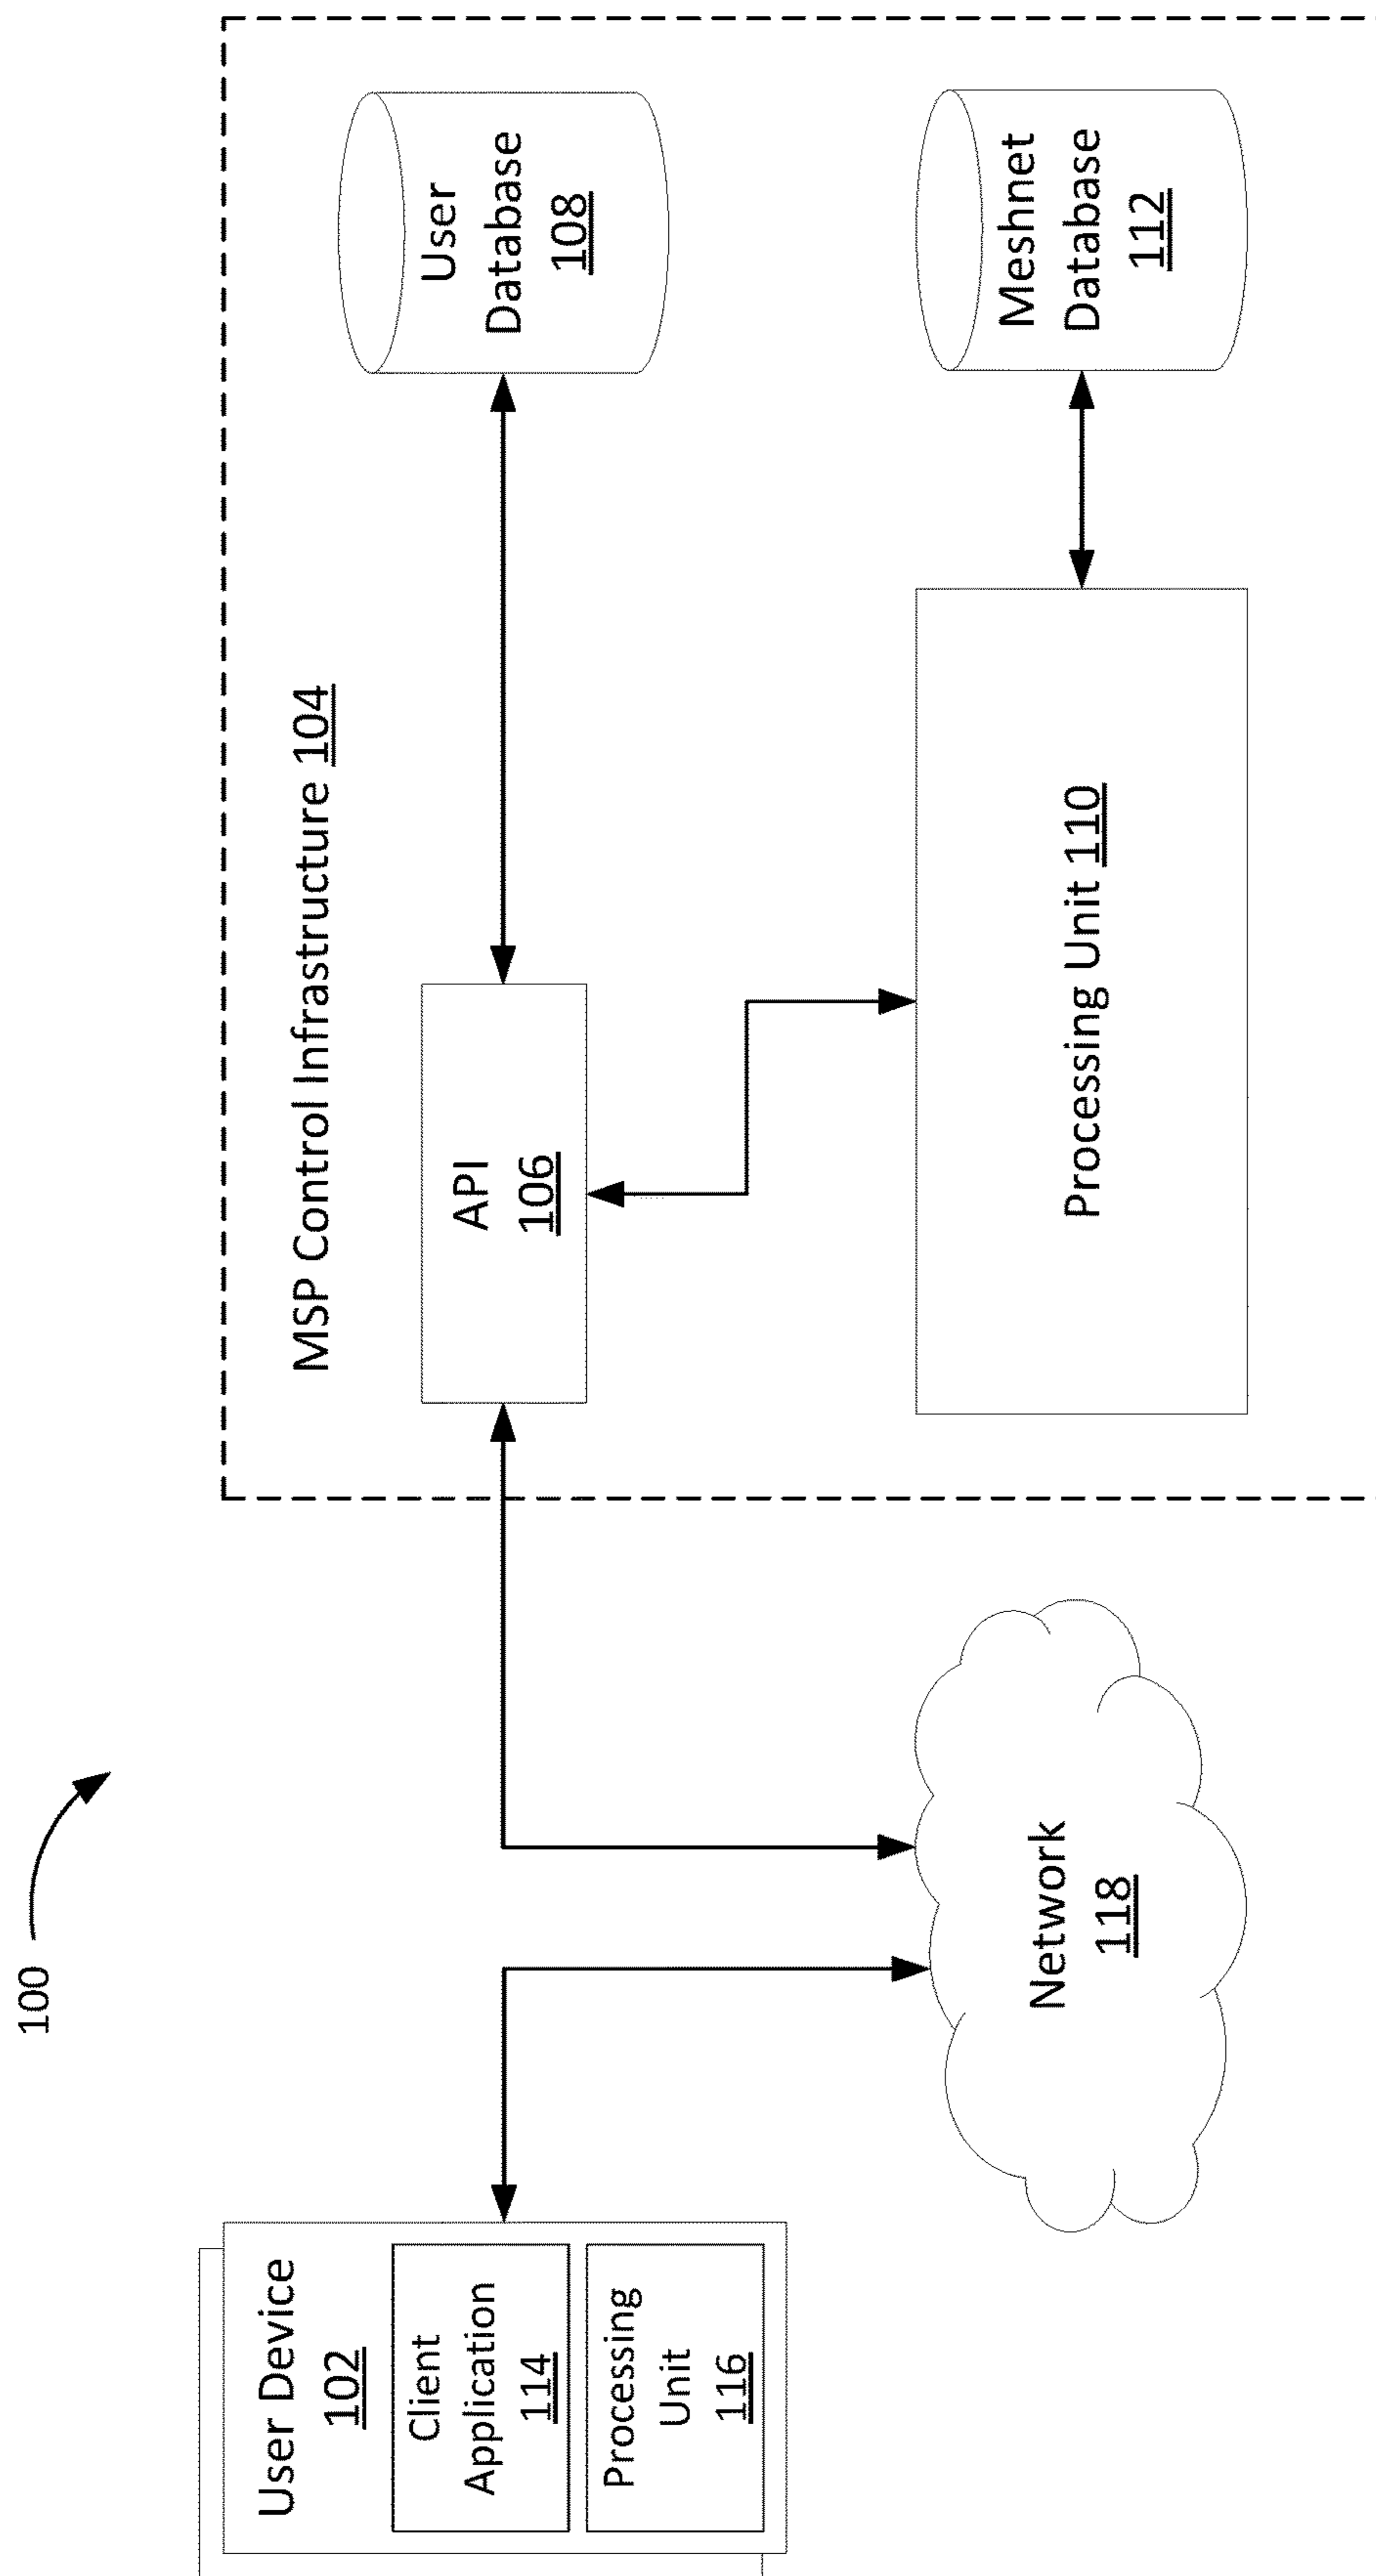 100
User Device
102
Client
Application
114
Processing
Unit
116
Network
118
MSP Control Infrastructure 104
API
106
User
Database
108
Processing Unit 110
Meshnet
Database
112